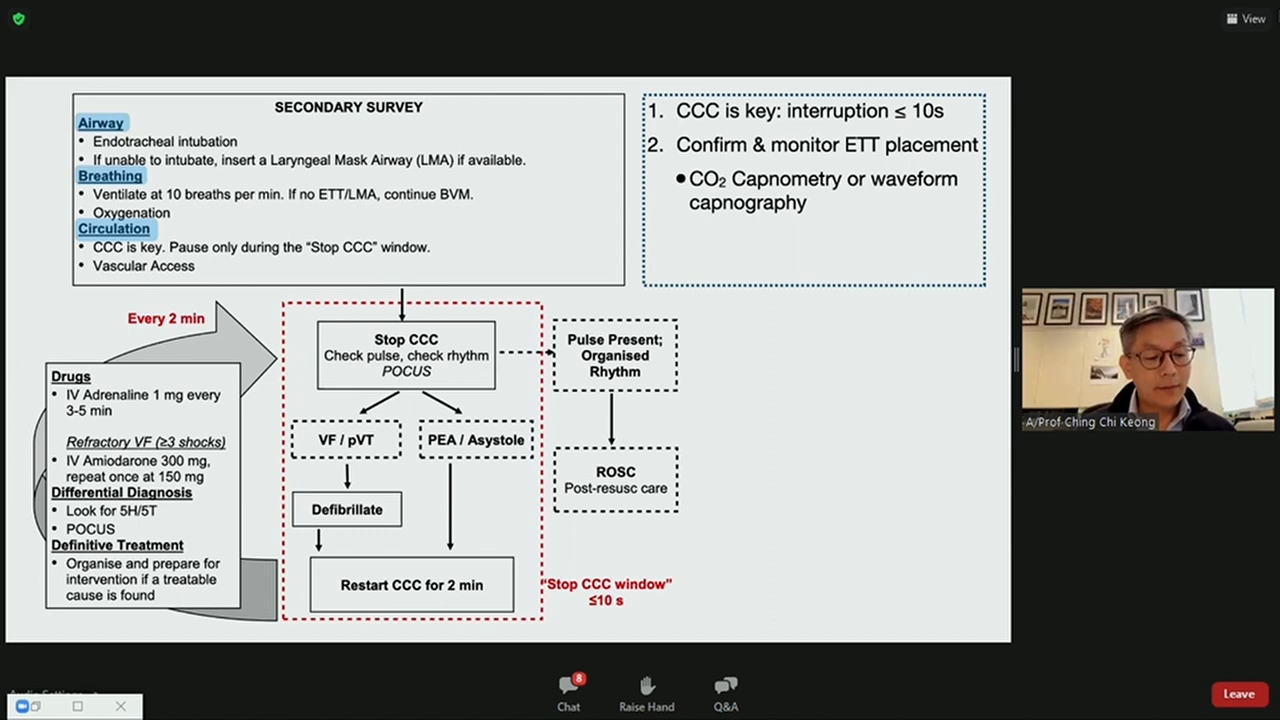 View
SECONDARY SURVEY
Airway
• Endotracheal intubation
• If unable to intubate, insert a Laryngeal Mask Airway (LMA) if available.
Breathing
• Ventilate at 10 breaths per min. If no ETT/LMA, continue BVM.
• Oxygenation
Circulation
• CCC is key. Pause only during the “Stop CCC” window.
• Vascular Access
1. CCC is key: interruption ≤ 10s
2. Confirm & monitor ETT placement
• CO₂ Capnometry or waveform
capnography
Every 2 min
Drugs
• IV Adrenaline 1 mg every
3-5 min
Refractory VF (≥3 shocks)
• IV Amiodarone 300 mg,
repeat once at 150 mg
Differential Diagnosis
• Look for 5H/5T
• POCUS
Definitive Treatment
• Organise and prepare for
intervention if a treatable
cause is found
Stop CCC
Check pulse, check rhythm
POCUS
VF / pVT
PEA / Asystole
Defibrillate
Restart CCC for 2 min
Pulse Present;
Organised
Rhythm
ROSC
Post-resusc care
“Stop CCC window”
≤10 s
A/Prof Ching Chi Keong
Audio Settings
8
Chat
Raise Hand
Q&A
Leave